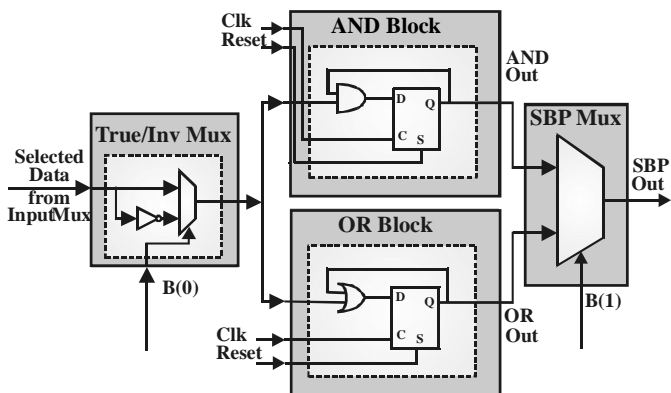 Clk
Reset
AND Block
AND
Out
D
Q
C
S
True/Inv Mux
Selected
Data
from
InputMux
B(0)
SBP Mux
SBP
Out
B(1)
OR Block
D
Q
C
S
OR
Out
Clk
Reset